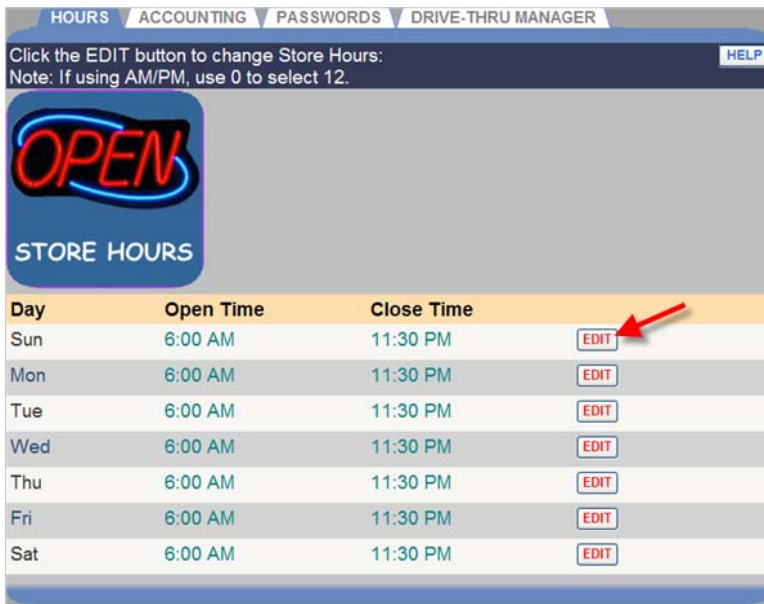 HOURS ACCOUNTING PASSWORDS DRIVE-THRU MANAGER
Click the EDIT button to change Store Hours: HELP
Note: If using AM/PM, use 0 to select 12.
OPEN
STORE HOURS
Day Open Time Close Time
Sun 6:00 AM 11:30 PM EDIT
Mon 6:00 AM 11:30 PM EDIT
Tue 6:00 AM 11:30 PM EDIT
Wed 6:00 AM 11:30 PM EDIT
Thu 6:00 AM 11:30 PM EDIT
Fri 6:00 AM 11:30 PM EDIT
Sat 6:00 AM 11:30 PM EDIT